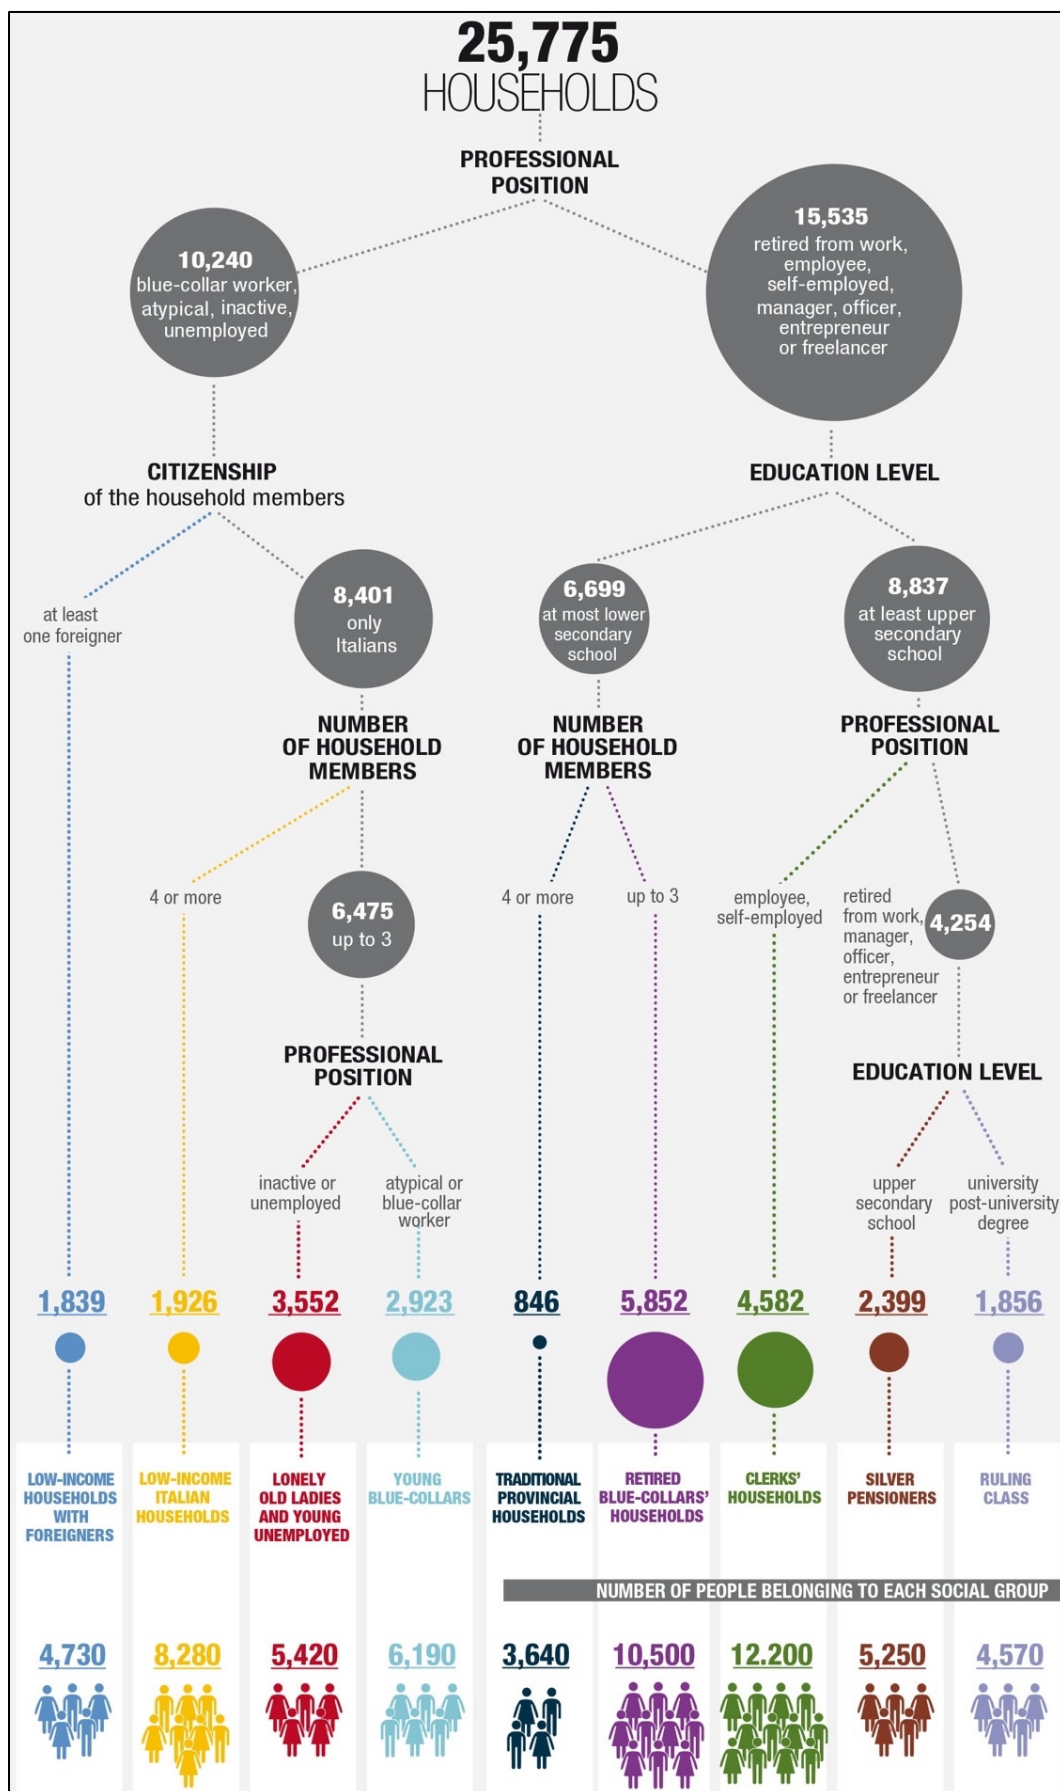 25,775
HOUSEHOLDS
PROFESSIONAL
POSITION
10,240
blue-collar worker,
atypical, inactive,
unemployed
15,535
retired from work,
employee,
self-employed,
manager, officer,
entrepreneur
or freelancer
CITIZENSHIP
of the household members
EDUCATION LEVEL
at least
one foreigner
8,401
only
Italians
6,699
at most lower
secondary
school
8,837
at least upper
secondary
school
NUMBER
OF HOUSEHOLD
MEMBERS
NUMBER
OF HOUSEHOLD
MEMBERS
PROFESSIONAL
POSITION
4 or more
6,475
up to 3
4 or more
up to 3
employee,
self-employed
retired
from work,
manager,
officer,
entrepreneur
or freelancer
4,254
PROFESSIONAL
POSITION
EDUCATION LEVEL
inactive or
unemployed
atypical or
blue-collar
worker
upper
secondary
school
university
post-university
degree
1,839
1,926
3,552
2,923
846
5,852
4,582
2,399
1,856
LOW-INCOME
HOUSEHOLDS
WITH
FOREIGNERS
LOW-INCOME
ITALIAN
HOUSEHOLDS
LONELY
OLD LADIES
AND YOUNG
UNEMPLOYED
YOUNG
BLUE-COLLARS
TRADITIONAL
PROVINCIAL
HOUSEHOLDS
RETIRED
BLUE-COLLARS'
HOUSEHOLDS
CLERKS'
HOUSEHOLDS
SILVER
PENSIONERS
RULING
CLASS
NUMBER OF PEOPLE BELONGING TO EACH SOCIAL GROUP
4,730
8,280
5,420
6,190
3,640
10,500
12.200
5,250
4,570